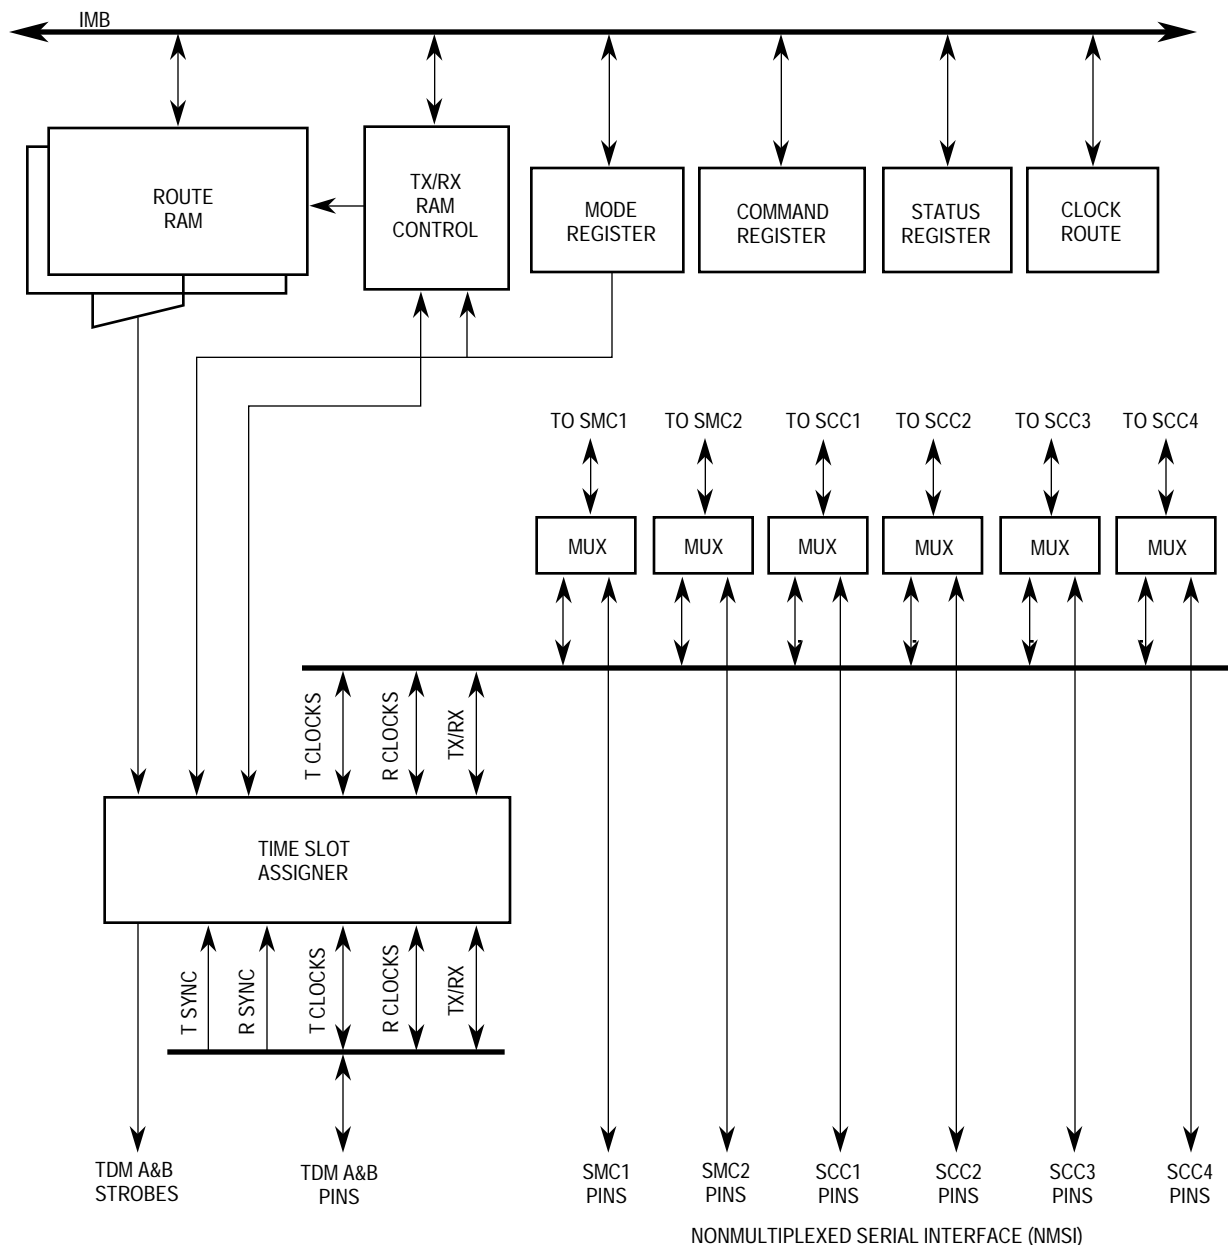 IMB
ROUTE
RAM
TX/RX
RAM
CONTROL
MODE
REGISTER
COMMAND
REGISTER
STATUS
REGISTER
CLOCK
ROUTE
TO SMC1
TO SMC2
TO SCC1
TO SCC2
TO SCC3
TO SCC4
MUX
MUX
MUX
MUX
MUX
MUX
T CLOCKS
R CLOCKS
TX/RX
TIME SLOT
ASSIGNER
T SYNC
R SYNC
T CLOCKS
R CLOCKS
TX/RX
TDM A&B
STROBES
TDM A&B
PINS
SMC1
PINS
SMC2
PINS
SCC1
PINS
SCC2
PINS
SCC3
PINS
SCC4
PINS
NONMULTIPLEXED SERIAL INTERFACE (NMSI)